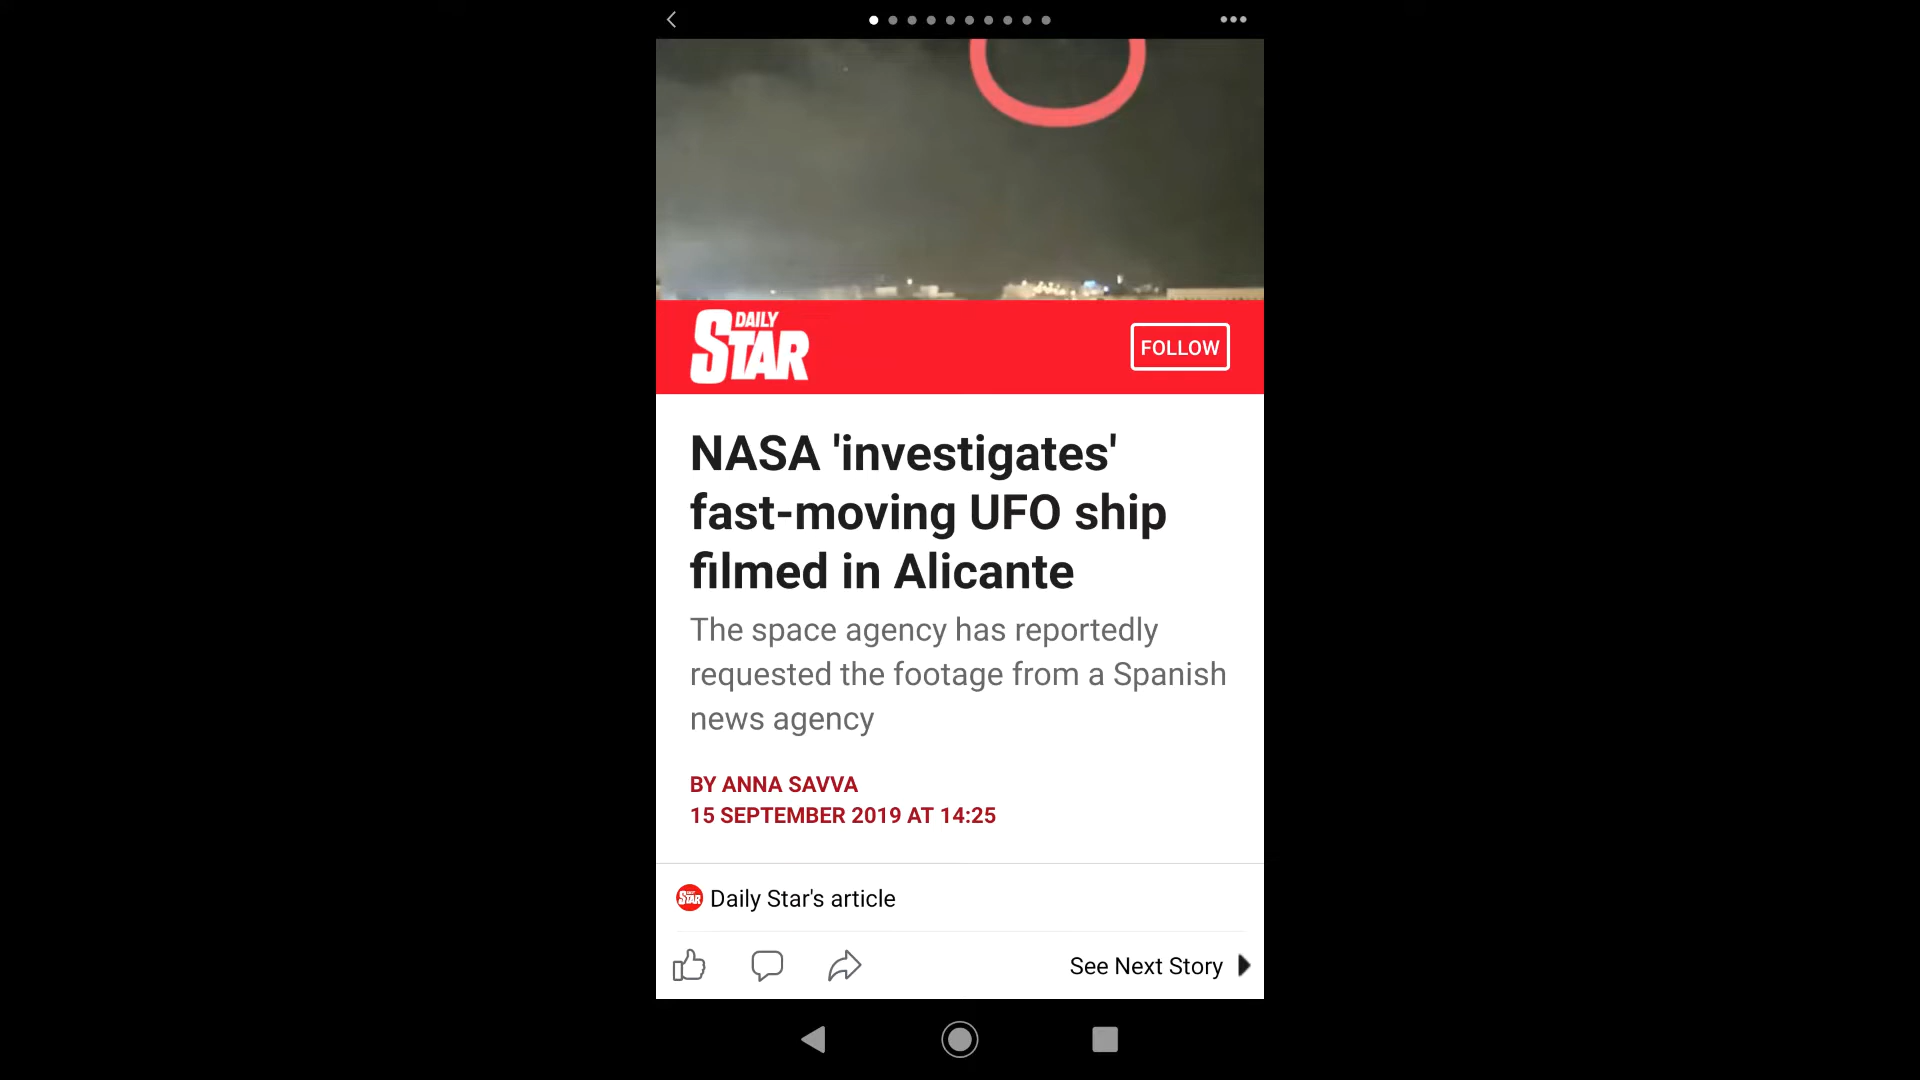 DAILY
STAR
FOLLOW
NASA 'investigates'
fast-moving UFO ship
filmed in Alicante
The space agency has reportedly
requested the footage from a Spanish
news agency
BY ANNA SAVVA
15 SEPTEMBER 2019 AT 14:25
STAR Daily Star's article
See Next Story